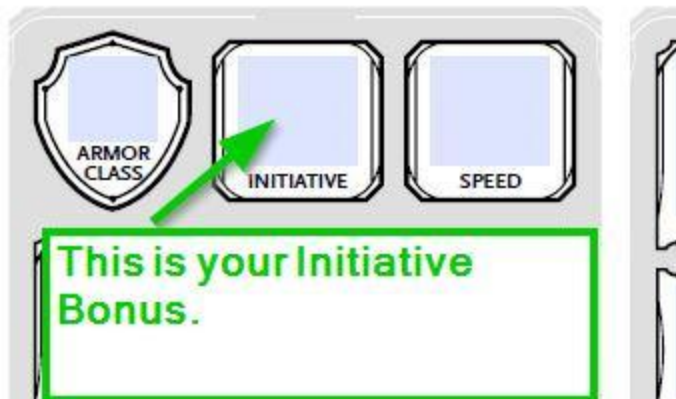 ARMOR
CLASS
INITIATIVE
SPEED
This is your Initiative
Bonus.